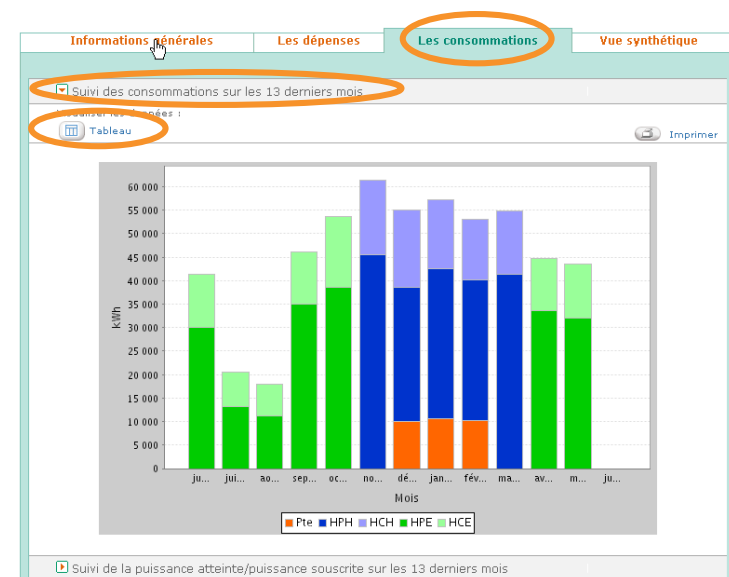 Informations générales Les dépenses Les consommations Vue synthétique
Suivi des consommations sur les 13 derniers mois
les données :
Tableau Imprimer
60 000
55 000
50 000
45 000
40 000
35 000
30 000
25 000
20 000
15 000
10 000
5 000
0
kWh
ju... jui... ao... sep... oc... no... dé... jan... fév... ma... av... m... ju...
Mois
Pte HPH HCH HPE HCE
Suivi de la puissance atteinte/puissance souscrite sur les 13 derniers mois